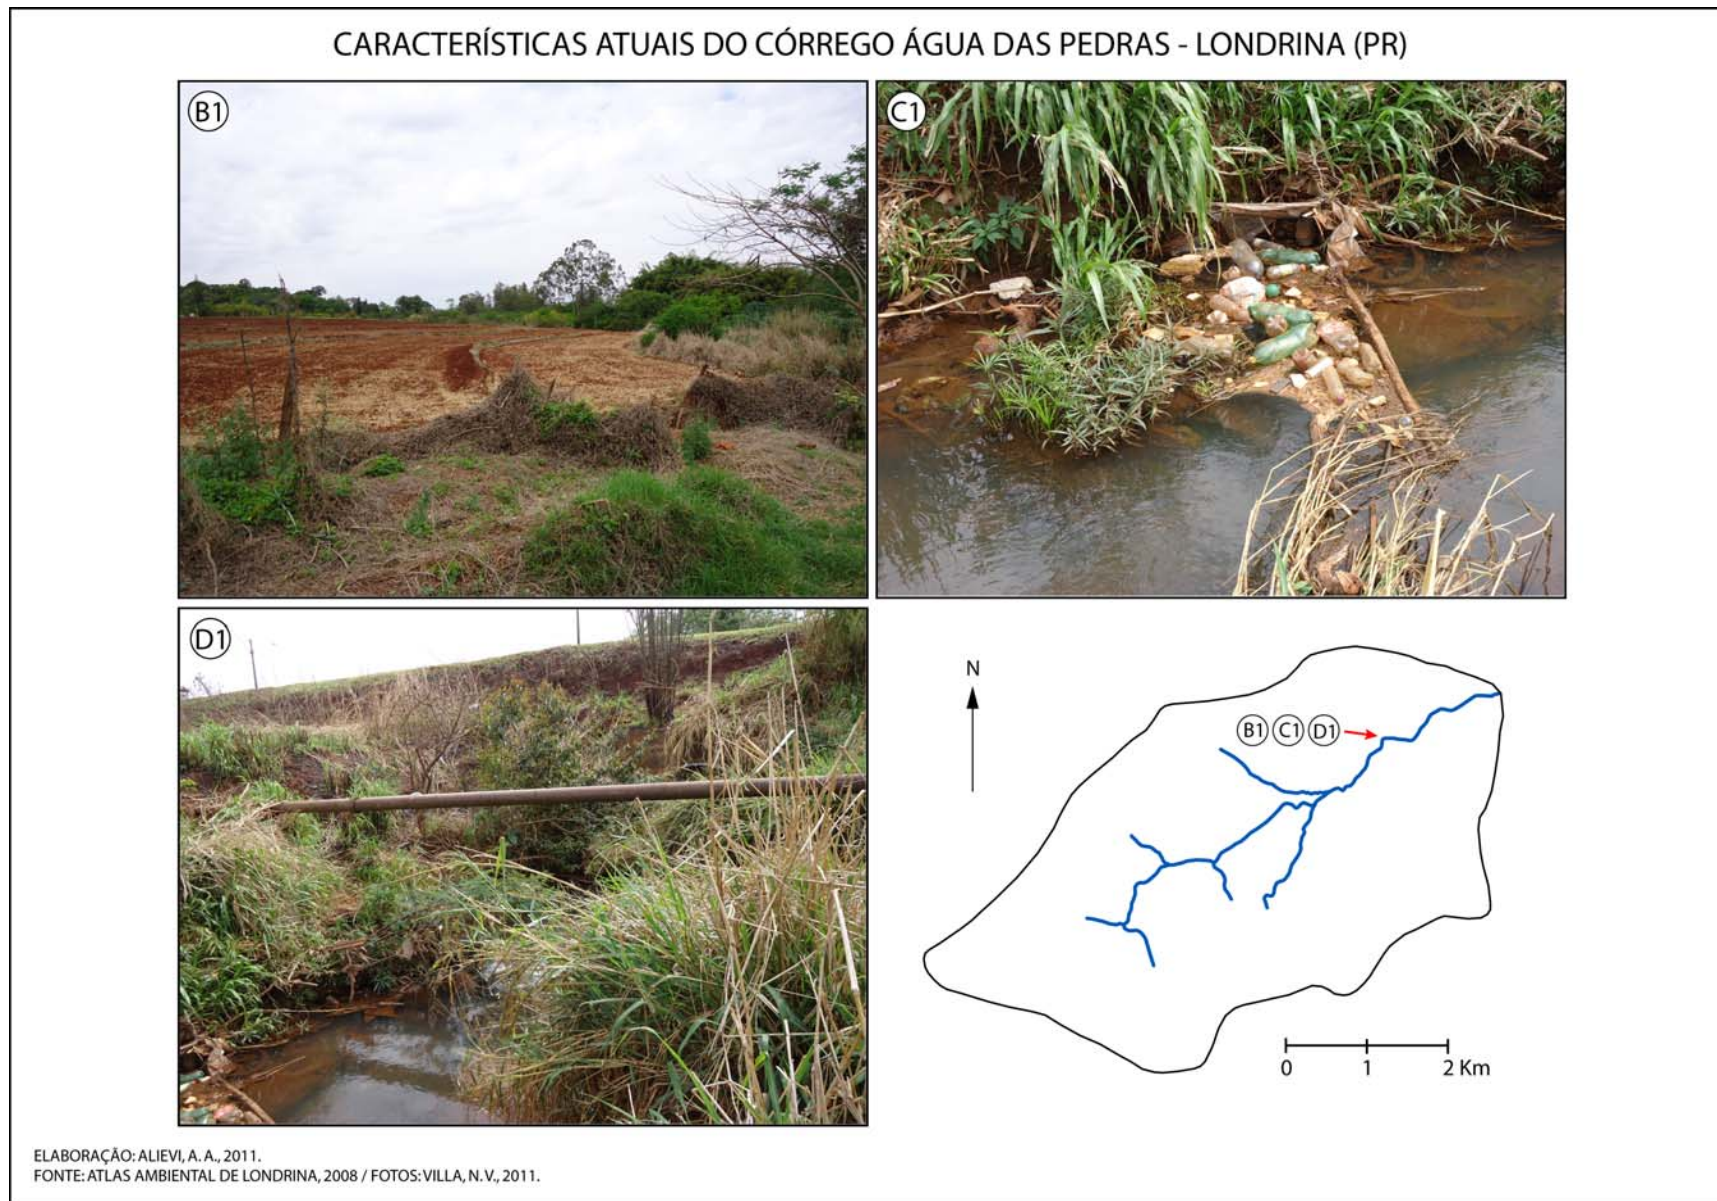 CARACTERÍSTICAS ATUAIS DO CÓRREGO ÁGUA DAS PEDRAS - LONDRINA (PR)
B1
C1
D1
N
B1 C1 D1
0 1 2 Km
ELABORAÇÃO: ALIEVI, A. A., 2011.
FONTE: ATLAS AMBIENTAL DE LONDRINA, 2008 / FOTOS: VILLA, N. V., 2011.